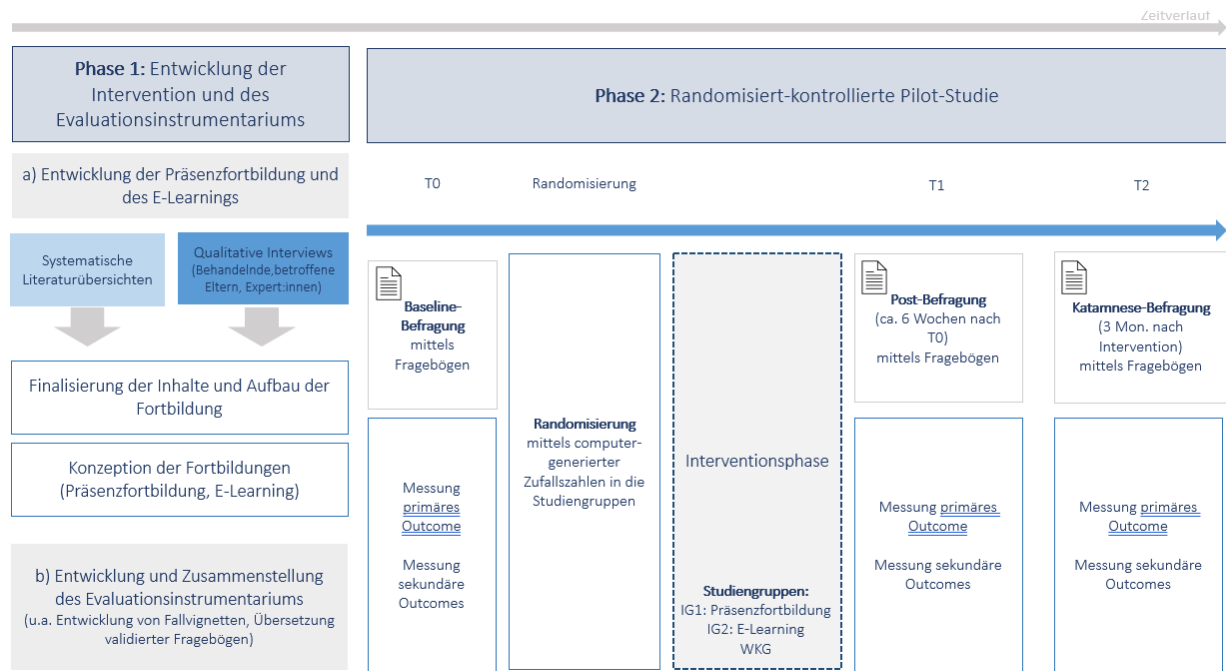 Zeitverlauf
Phase 1: Entwicklung der
Intervention und des
Evaluationsinstrumentariums
Phase 2: Randomisiert-kontrollierte Pilot-Studie
a) Entwicklung der Präsenzfortbildung und
des E-Learnings
Systematische
Literaturübersichten
Qualitative Interviews
(Behandelnde,betroffene
Eltern, Expert:innen)
Finalisierung der Inhalte und Aufbau der
Fortbildung
Konzeption der Fortbildungen
(Präsenzfortbildung, E-Learning)
b) Entwicklung und Zusammenstellung
des Evaluationsinstrumentariums
(u.a. Entwicklung von Fallvignetten, Übersetzung
validierter Fragebögen)
T0
Randomisierung
T1
T2
Baseline-
Befragung
mittels
Fragebögen
Messung
primäres
Outcome
Messung
sekundäre
Outcomes
Randomisierung
mittels computer-
generierter
Zufallszahlen in die
Studiengruppen
Interventionsphase
Studiengruppen:
IG1: Präsenzfortbildung
IG2: E-Learning
WKG
Post-Befragung
(ca. 6 Wochen nach
T0)
mittels Fragebögen
Messung primäres
Outcome
Messung sekundäre
Outcomes
Katamnese-Befragung
(3 Mon. nach
Intervention)
mittels Fragebögen
Messung primäres
Outcome
Messung sekundäre
Outcomes